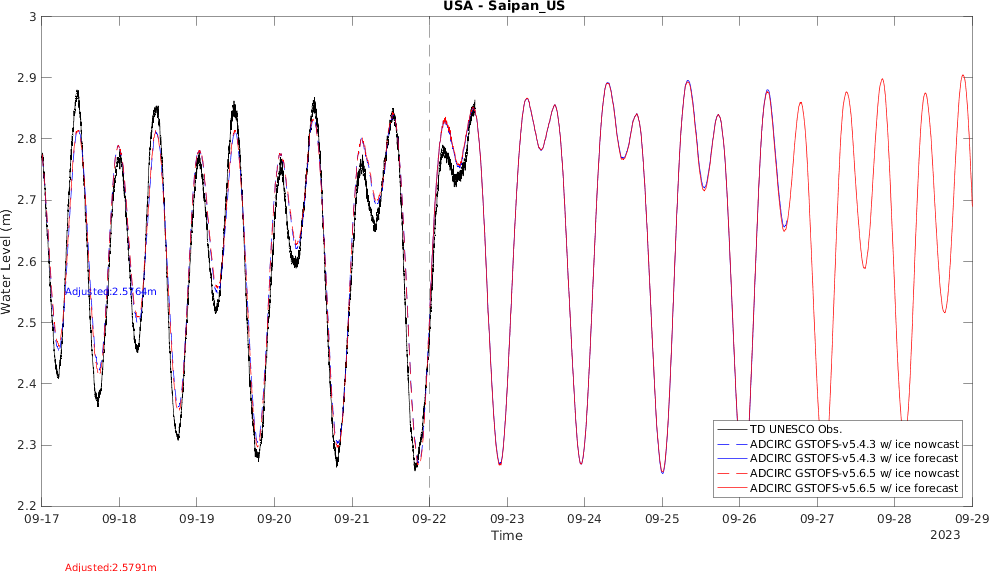 USA - Saipan_US
3
2.9
2.8
2.7
2.6
2.5
2.4
2.3
2.2
Water Level (m)
Adjusted:2.5764m
TD UNESCO Obs.
ADCIRC GSTOFS-v5.4.3 w/ ice nowcast
ADCIRC GSTOFS-v5.4.3 w/ ice forecast
ADCIRC GSTOFS-v5.6.5 w/ ice nowcast
ADCIRC GSTOFS-v5.6.5 w/ ice forecast
09-17 09-18 09-19 09-20 09-21 09-22 09-23 09-24 09-25 09-26 09-27 09-28 09-29
Time
2023
Adjusted:2.5791m